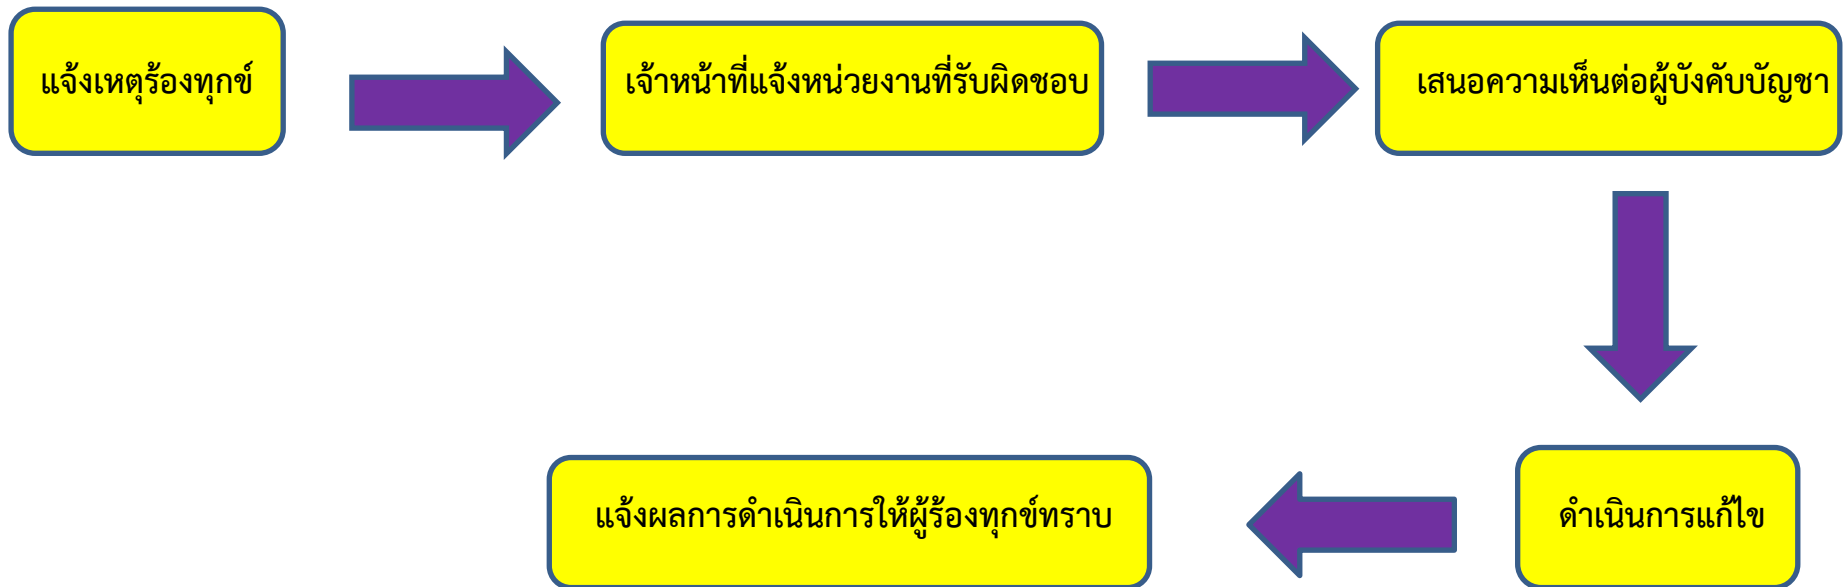 แจ้งเหตุร้องทุกข์
เจ้าหน้าที่แจ้งหน่วยงานที่รับผิดชอบ
เสนอความเห็นต่อผู้บังคับบัญชา
ดำเนินการแก้ไข
แจ้งผลการดำเนินการให้ผู้ร้องทุกข์ทราบ